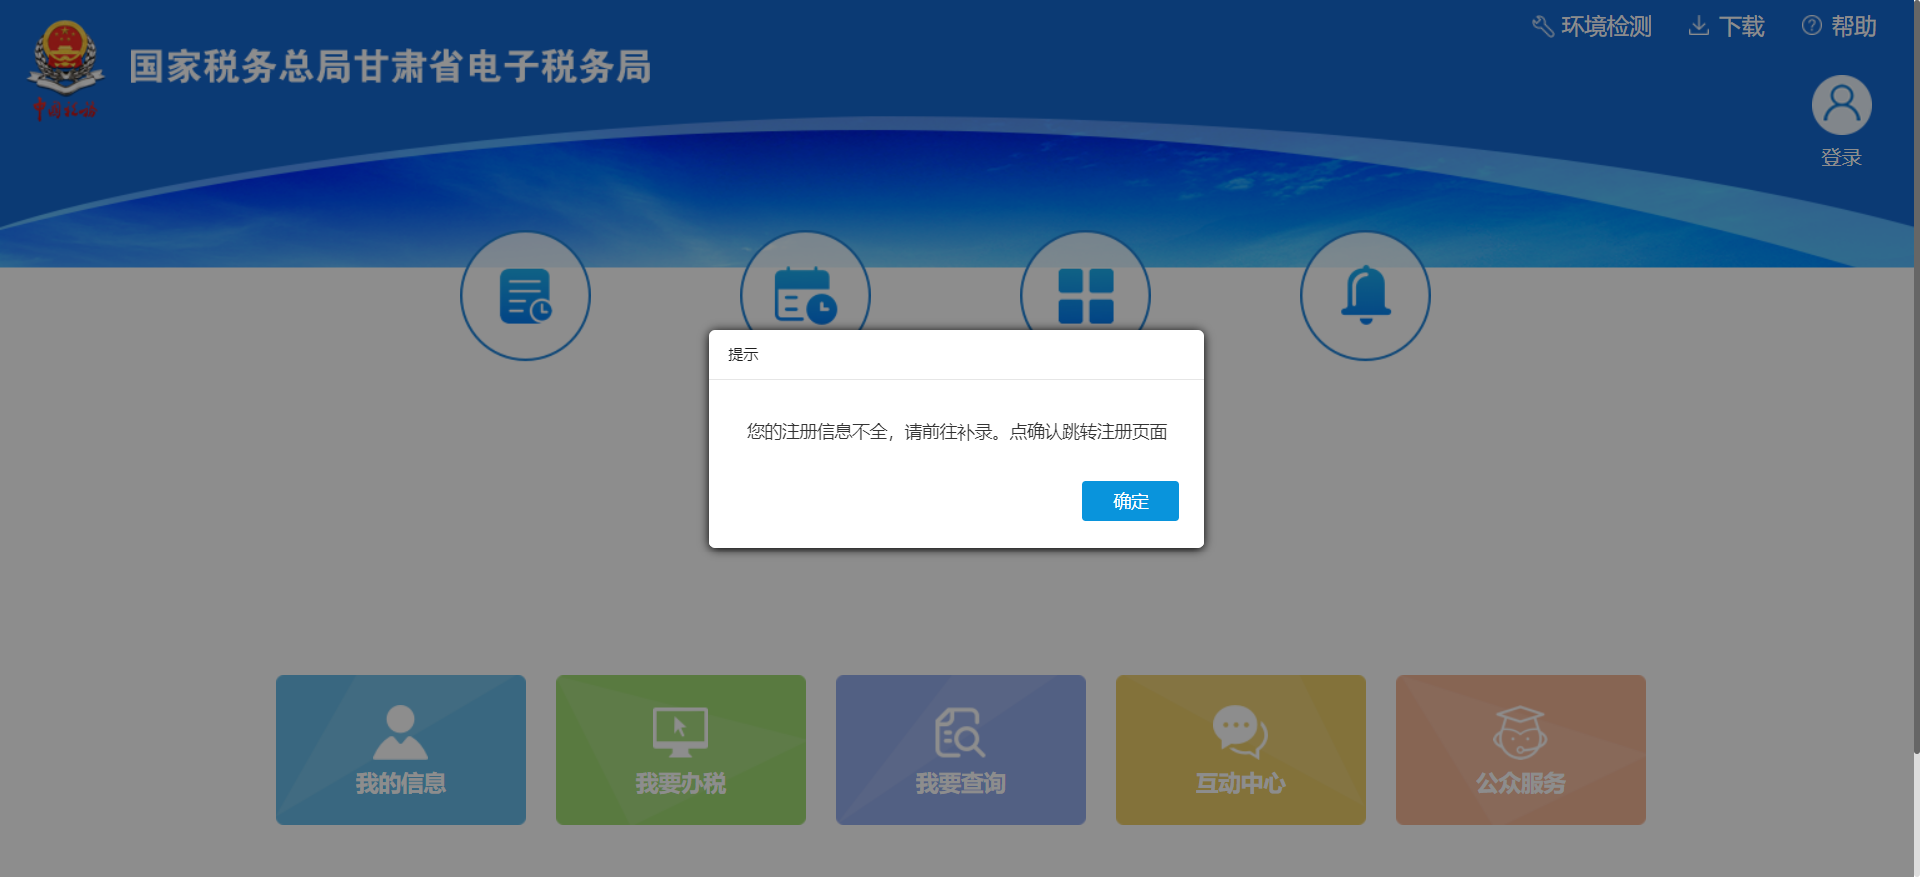 环境检测 下载 帮助
国家税务总局甘肃省电子税务局
中国税务
登录
提示
您的注册信息不全，请前往补录。点确认跳转注册页面
确定
我的信息 我要办税 我要查询 互动中心 公众服务